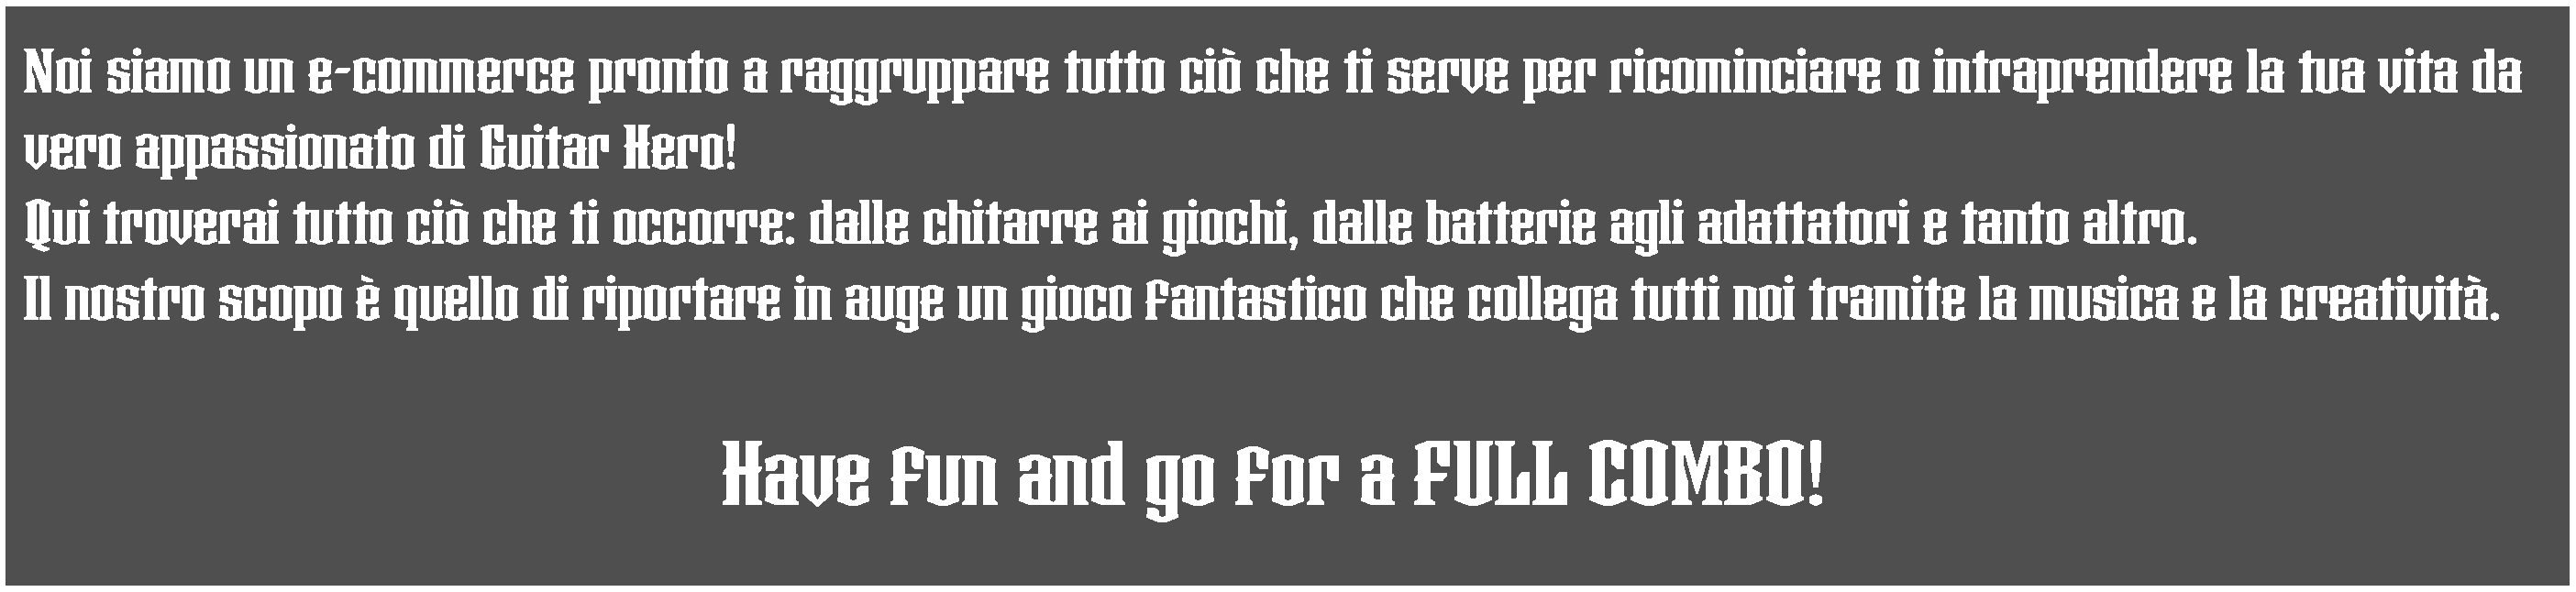 Noi siamo un e-commerce pronto a raggruppare tutto ciò che ti serve per ricominciare o intraprendere la tua vita da
vero appassionato di Guitar Hero!
Qui troverai tutto ciò che ti occorre: dalle chitarre ai giochi, dalle batterie agli adattatori e tanto altro.
Il nostro scopo è quello di riportare in auge un gioco fantastico che collega tutti noi tramite la musica e la creatività.
Have fun and go for a FULL COMBO!